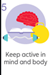 5
Keep active in
mind and body